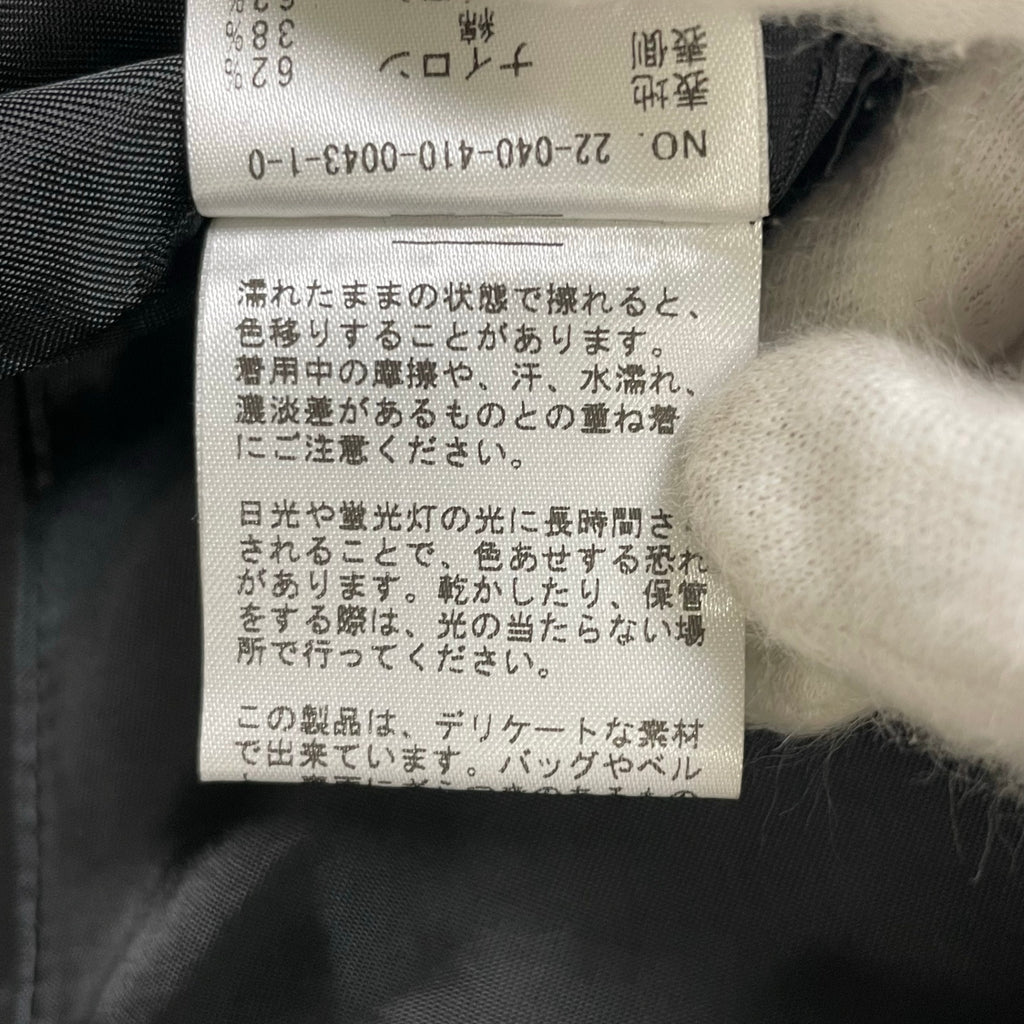 NO. 22-040-410-0043-1-0
表地
ナイロン 62%
表側
綿 38%
濡れたままの状態で擦れると、
色移りすることがあります。
着用中の摩擦や、汗、水濡れ、
濃淡差があるものとの重ね着
にご注意ください。
日光や蛍光灯の光に長時間さ
されることで、色あせする恐れ
があります。乾かしたり、保管
をする際は、光の当たらない場
所で行ってください。
この製品は、デリケートな素材
で出来ています。バッグやベル